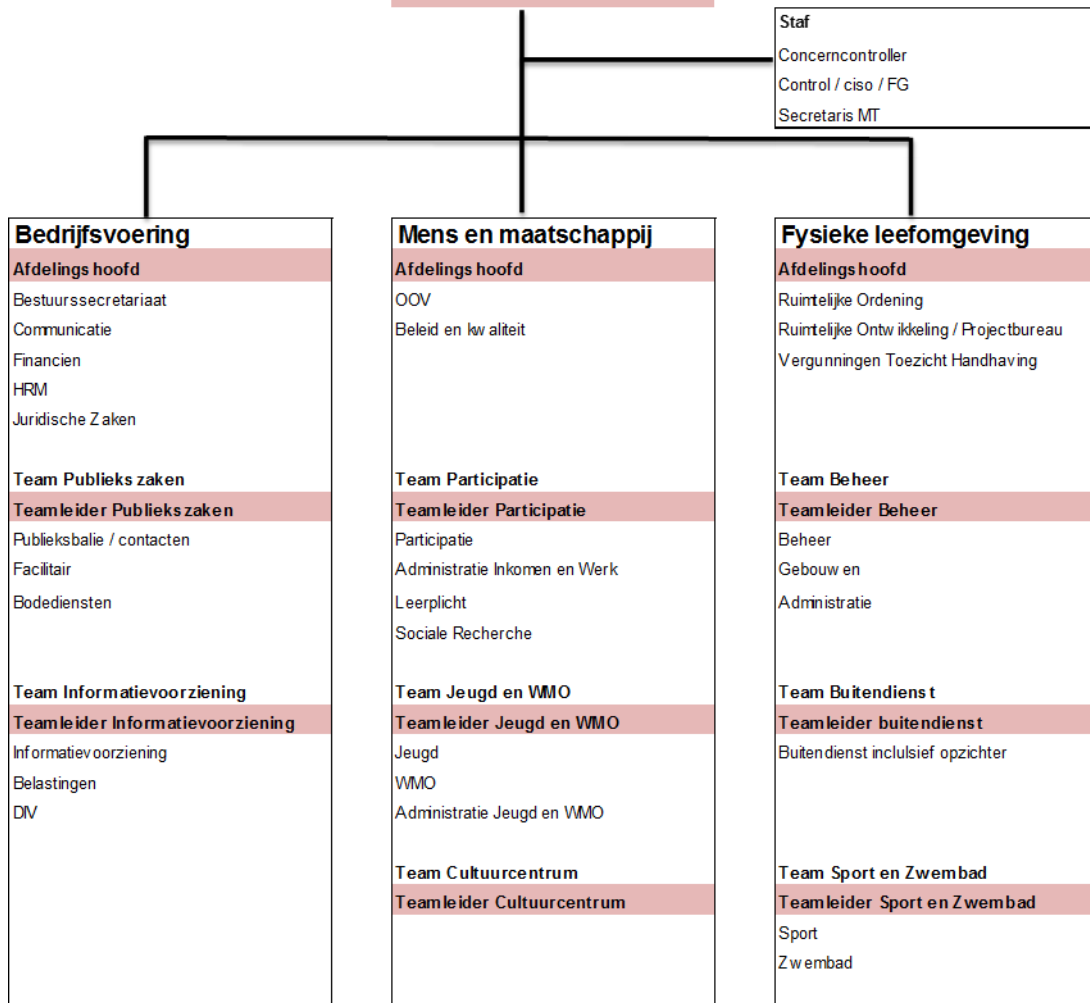 Staf
Concerncontroller
Control / ciso / FG
Secretaris MT
Bedrijfsvoering
Afdelingshoofd
Bestuurssecretariaat
Communicatie
Financien
HRM
Juridische Zaken
Team Publiekszaken
Teamleider Publiekszaken
Publieksbalie / contacten
Facilitair
Bodediensten
Team Informatievoorziening
Teamleider Informatievoorziening
Informatievoorziening
Belastingen
DIV
Mens en maatschappij
Afdelingshoofd
OOV
Beleid en kwaliteit
Team Participatie
Teamleider Participatie
Participatie
Administratie Inkomen en Werk
Leerplicht
Sociale Recherche
Team Jeugd en WMO
Teamleider Jeugd en WMO
Jeugd
WMO
Administratie Jeugd en WMO
Team Cultuurcentrum
Teamleider Cultuurcentrum
Fysieke leefomgeving
Afdelingshoofd
Ruimtelijke Ordening
Ruimtelijke Ontwikkeling / Projectbureau
Vergunningen Toezicht Handhaving
Team Beheer
Teamleider Beheer
Beheer
Gebouwen
Administratie
Team Buitendienst
Teamleider buitendienst
Buitendienst inclulsief opzichter
Team Sport en Zwembad
Teamleider Sport en Zwembad
Sport
Zwembad